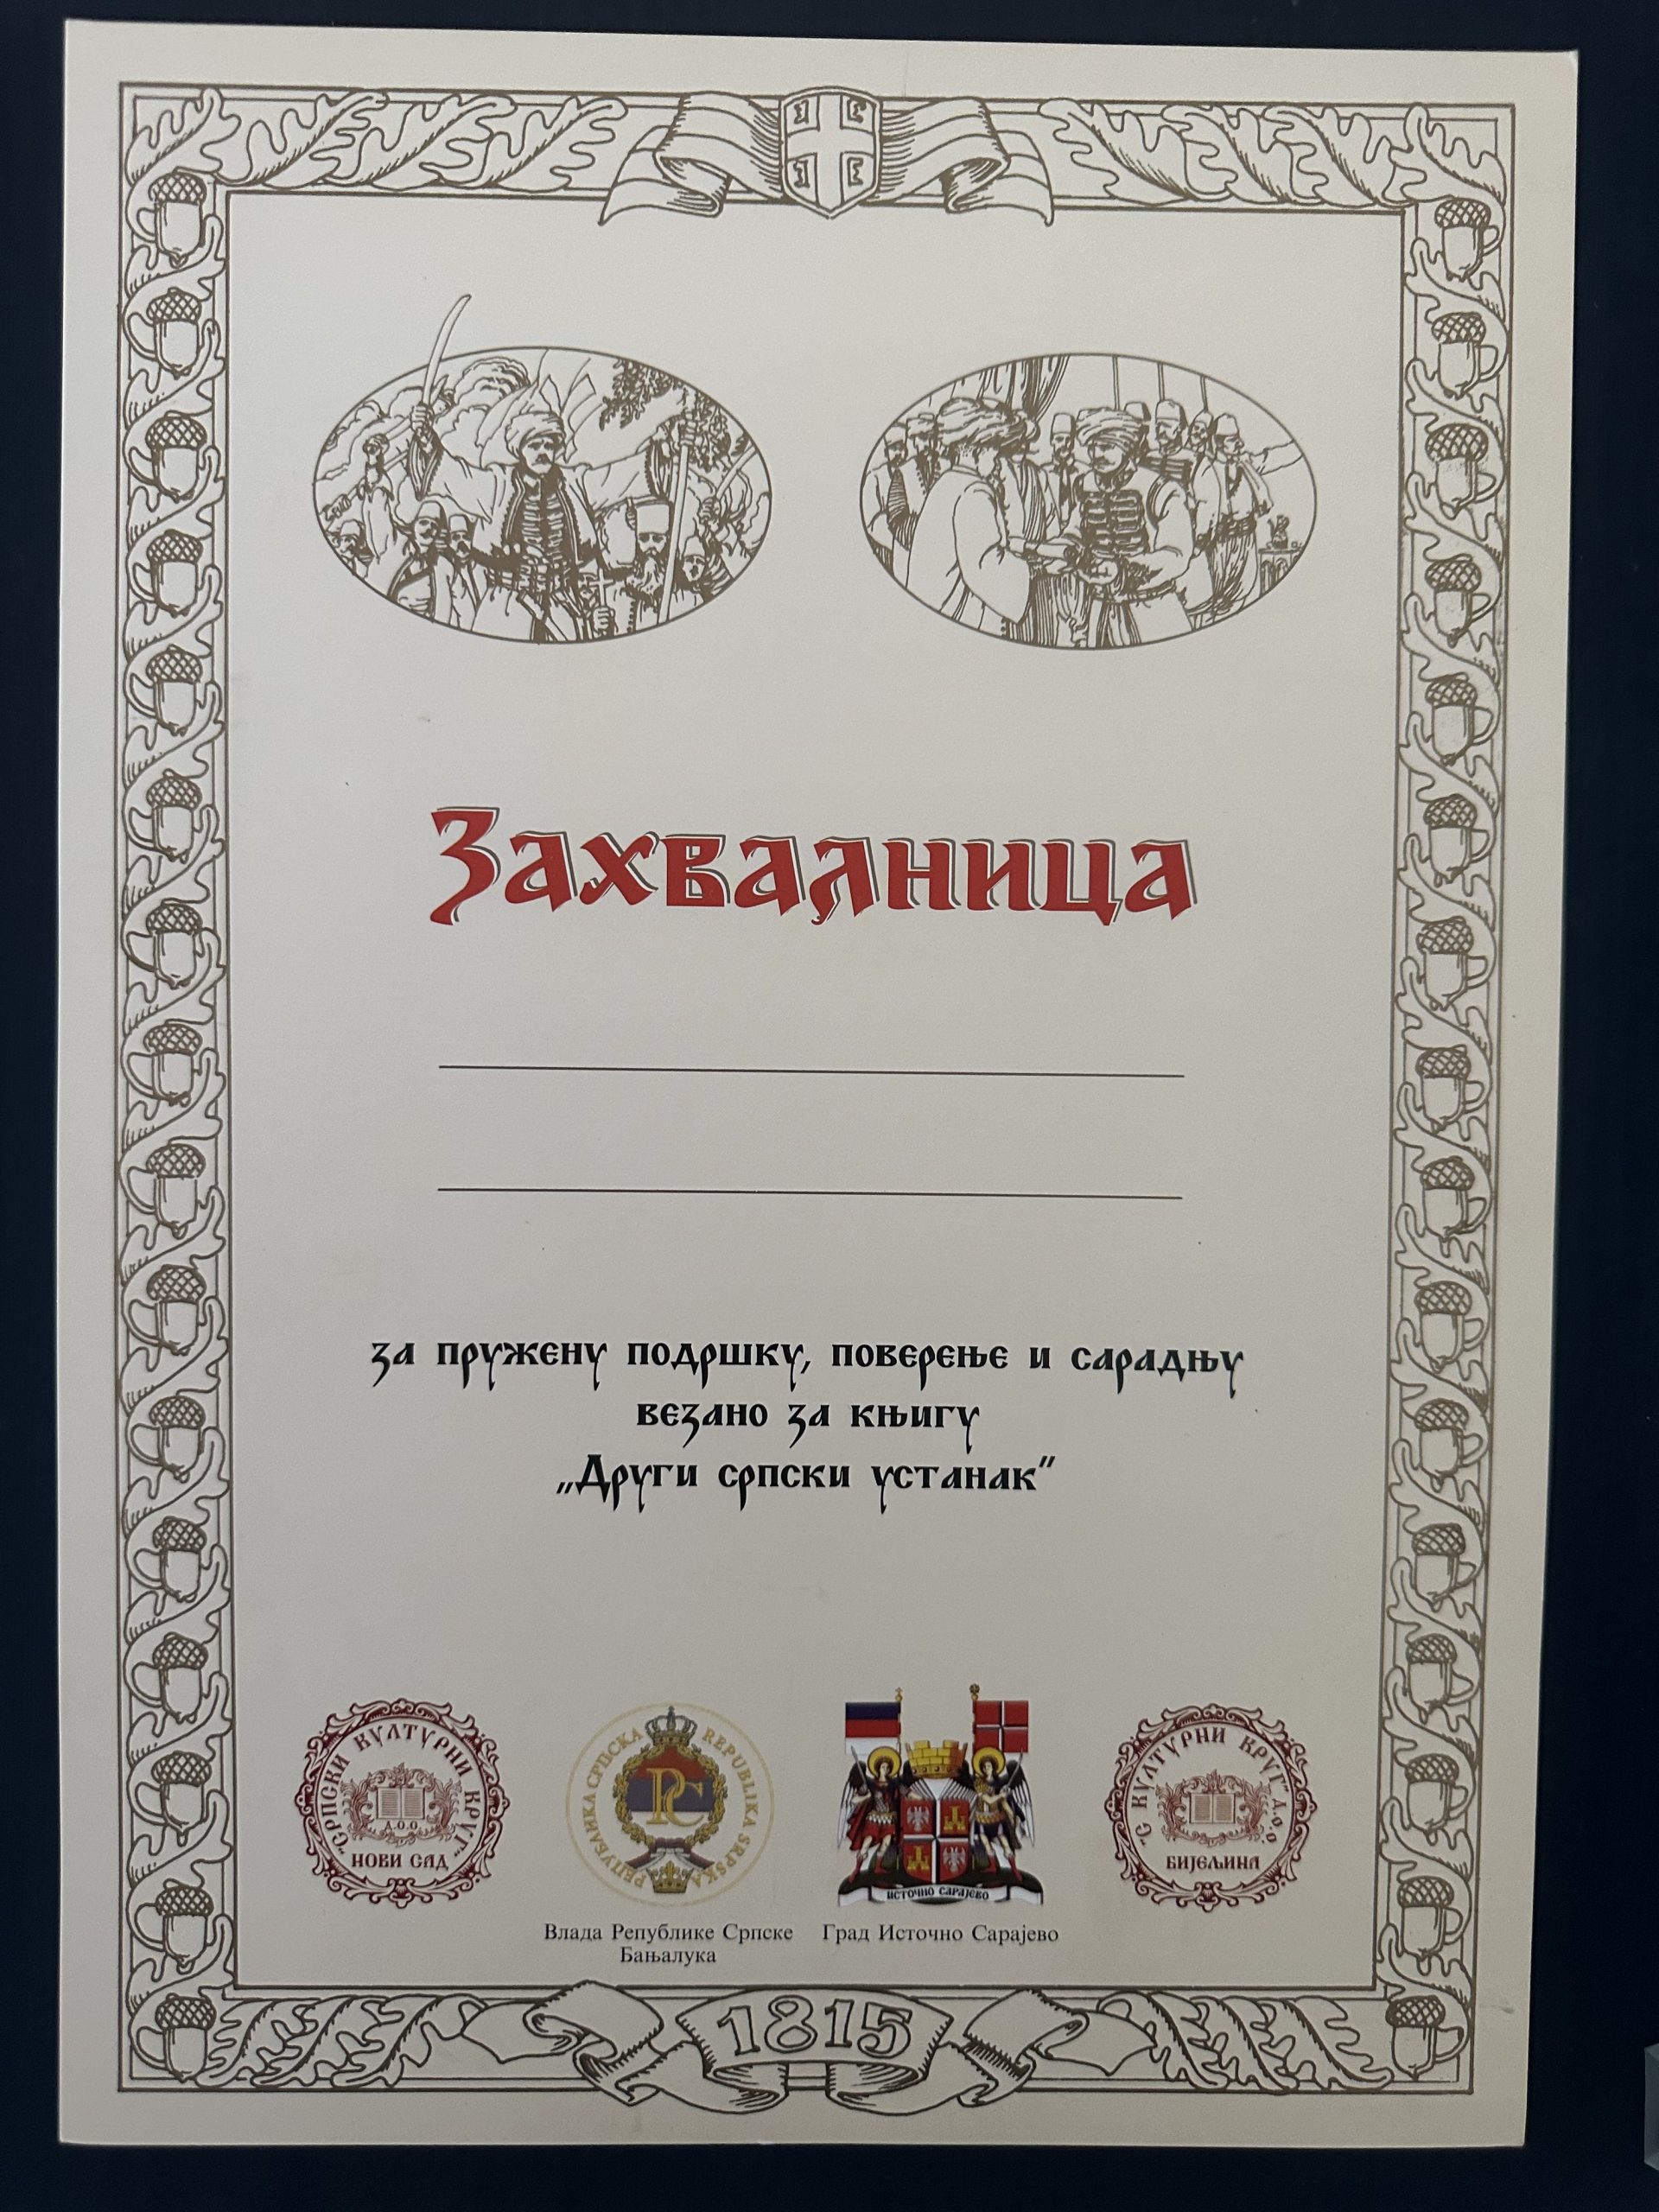 Захвалница
за пружену подршку, поверење и сарадњу
везано за књигу
„Други српски устанак”
"СРПСКИ КУЛТУРНИ КРУГ"
Д.О.О.
НОВИ САД
РЕПУБЛИКА СРПСКА REPUBLIKA SRPSKA
РС
ИСТОЧНО САРАЈЕВО
"С КУЛТУРНИ КРУГ" Д.О.О
БИЈЕЉИНА
Влада Републике Српске
Бањалука
Град Источно Сарајево
1815